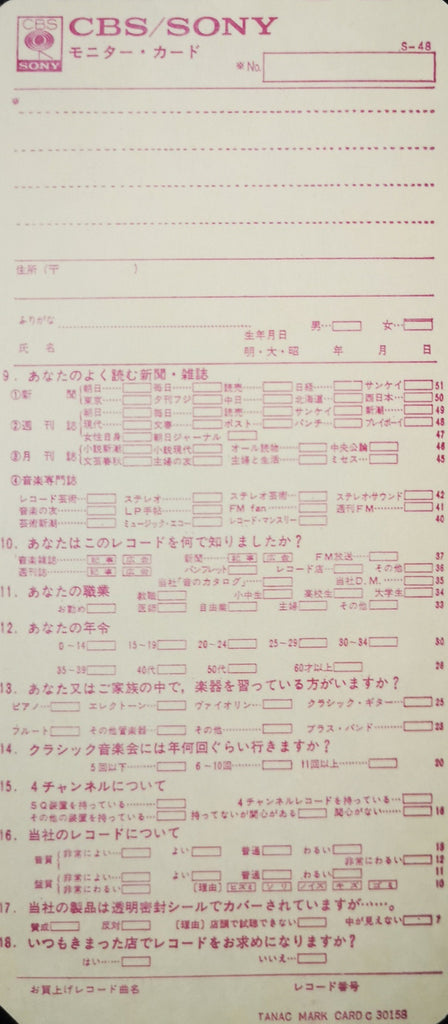 CBS
SONY
CBS/SONY
モニター・カード
S-48
※No.
※
住所(〒　　　)
ふりがな
男… 女…
生年月日
氏名 明・大・昭 年 月 日
9. あなたのよく読む新聞・雑誌
①新聞 朝日… 毎日… 読売… 日経… サンケイ 51
東京… 夕刊フジ 中日… 北海道… 西日本… 50
②週刊誌 朝日… 毎日… 読売… サンケイ 新潮… 49
現代… 文春… ポスト… パンチ… プレイボーイ 48
女性自身 朝日ジャーナル 47
③月刊誌 小説新潮 小説現代 オール読物… 中央公論 46
文芸春秋 主婦の友 主婦と生活… ミセス… 45
④音楽専門誌
レコード芸術… ステレオ… ステレオ芸術… ステレオ・サウンド 42
音楽の友… LP手帖… FM fan… 週刊FM… 41
芸術新潮… ミュージック・エコー レコード・マンスリー 40
10. あなたはこのレコードを何で知りましたか?
音楽雑誌… 記事 広告 新聞… 記事 広告 FM放送… 37
週刊誌… 記事 広告 パンフレット レコード店… その他 36
当社「音のカタログ」… 当社D.M.… 35
11. あなたの職業 教職 小中生 高校生 大学生 34
お勤め 医師 自由業 主婦 その他 33
12. あなたの年令
0～14 15～19 20～24 25～29 30～34 30
35～39 40代 50代 60才以上
13. あなた又はご家族の中で,楽器を習っている方がいますか?
ピアノ… エレクトーン… ヴァイオリン… クラシック・ギター… 25
フルート その他管楽器… その他… ブラス・バンド… 23
14. クラシック音楽会には年何回ぐらい行きますか?
5回以下… 6～10回… 11回以上… 20
15. 4チャンネルについて
SQ装置を持っている… 4チャンネルレコードを持っている…
その他の装置を持っている 持ってないが関心がある 関心がない… 16
16. 当社のレコードについて
音質 非常によい… よい 普通 わるい 13
非常にわるい 12
盤質 非常によい… よい 普通 わるい 11
非常にわるい 〔理由〕 ヒズミ ソリ ノイズ キズ ゴミ 10
17. 当社の製品は透明密封シールでカバーされていますが……。
賛成 反対 〔理由〕店頭で試聴できない 中が見えない 7
18. いつもきまった店でレコードをお求めになりますか?
はい… いいえ…
お買上げレコード曲名 レコード番号
TANAC MARK CARD C 30158